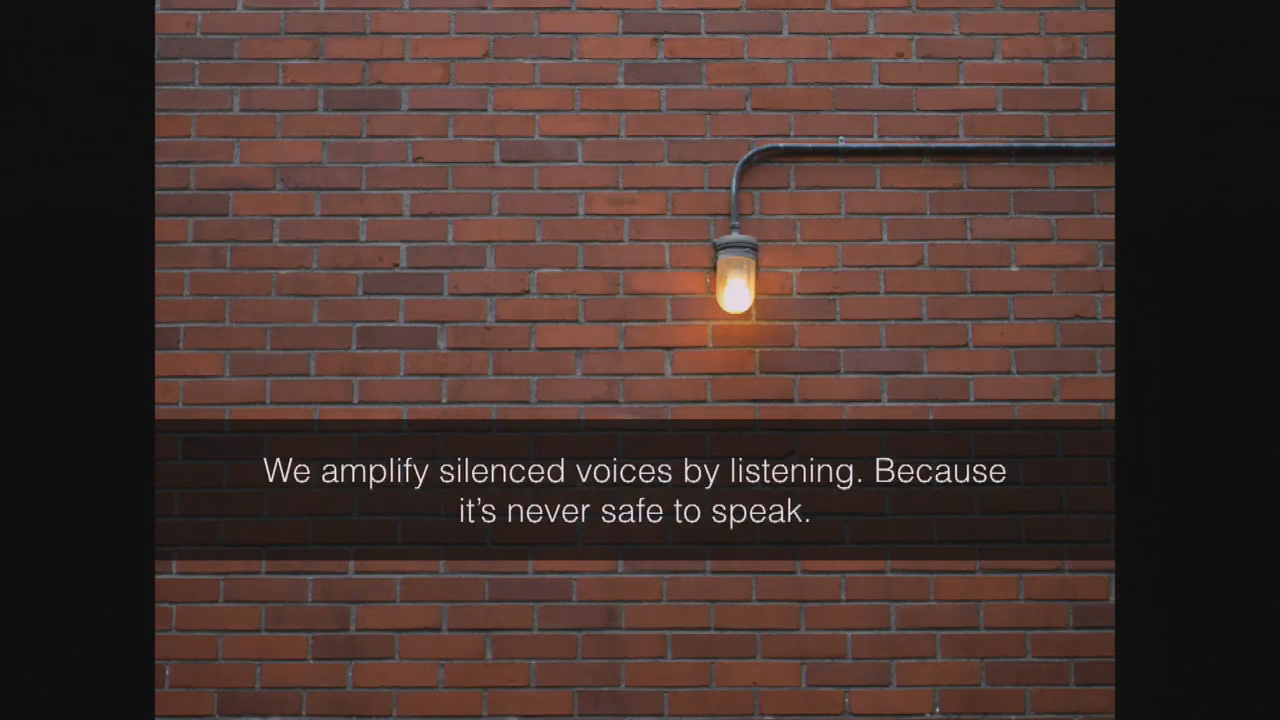 We amplify silenced voices by listening. Because
it's never safe to speak.